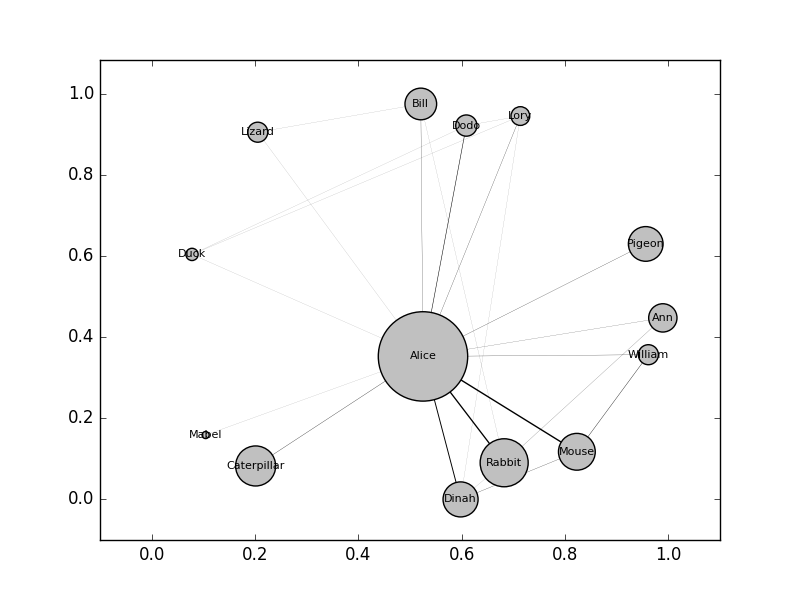 1.0
0.8
0.6
0.4
0.2
0.0
Bill
Dodo
Lory
Lizard
Pigeon
Duck
Ann
William
Alice
Mabel
Mouse
Rabbit
Caterpillar
Dinah
0.0 0.2 0.4 0.6 0.8 1.0